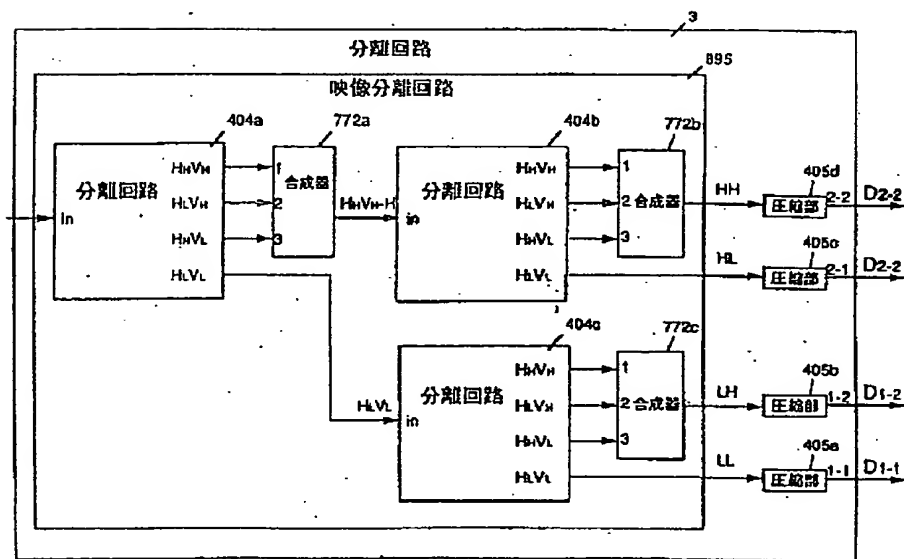 3
分離回路
895
映像分離回路
404a
772a
404b
772b
分離回路
HHVH
HLVH
HHVL
HLVL
in
1
2
3
合成器
HHVH-H
分離回路
in
HHVH
HLVH
HHVL
HLVL
1
2
3
合成器
HH
405d
圧縮部
2-2
D2-2
HL
405c
圧縮部
2-1
D2-2
404c
772c
HLVL
分離回路
in
HHVH
HLVH
HHVL
HLVL
1
2
3
合成器
LH
405b
圧縮部
1-2
D1-2
LL
405a
圧縮部
1-1
D1-1